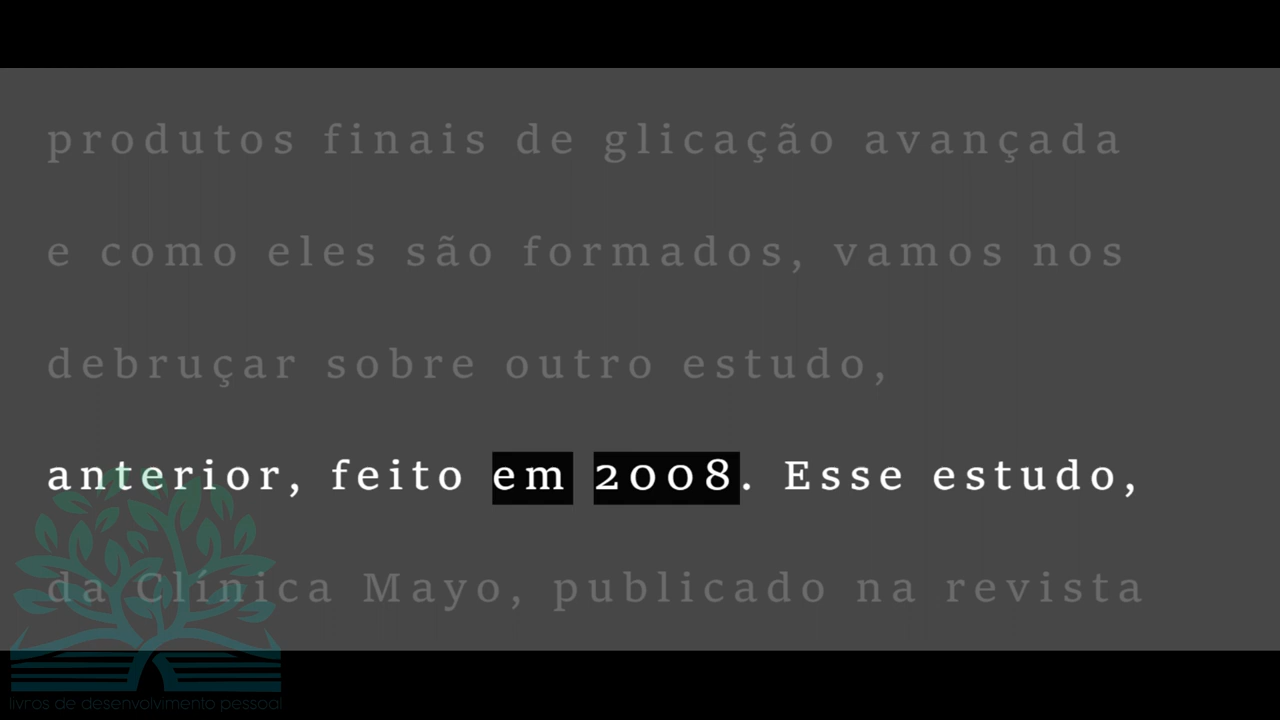 produtos finais de glicação avançada
e como eles são formados, vamos nos
debruçar sobre outro estudo,
anterior, feito em 2008. Esse estudo,
da Clínica Mayo, publicado na revista
livros de desenvolvimento pessoal